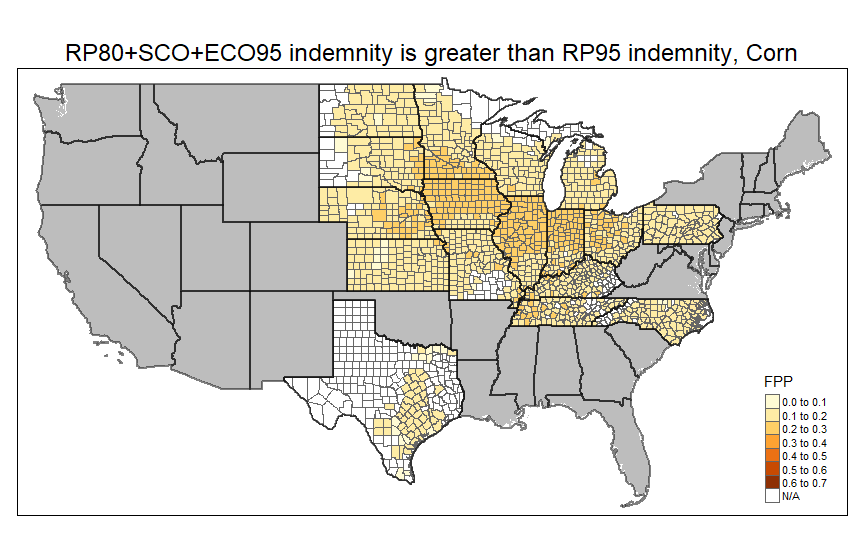 RP80+SCO+ECO95 indemnity is greater than RP95 indemnity, Corn
FPP
0.0 to 0.1
0.1 to 0.2
0.2 to 0.3
0.3 to 0.4
0.4 to 0.5
0.5 to 0.6
0.6 to 0.7
N/A